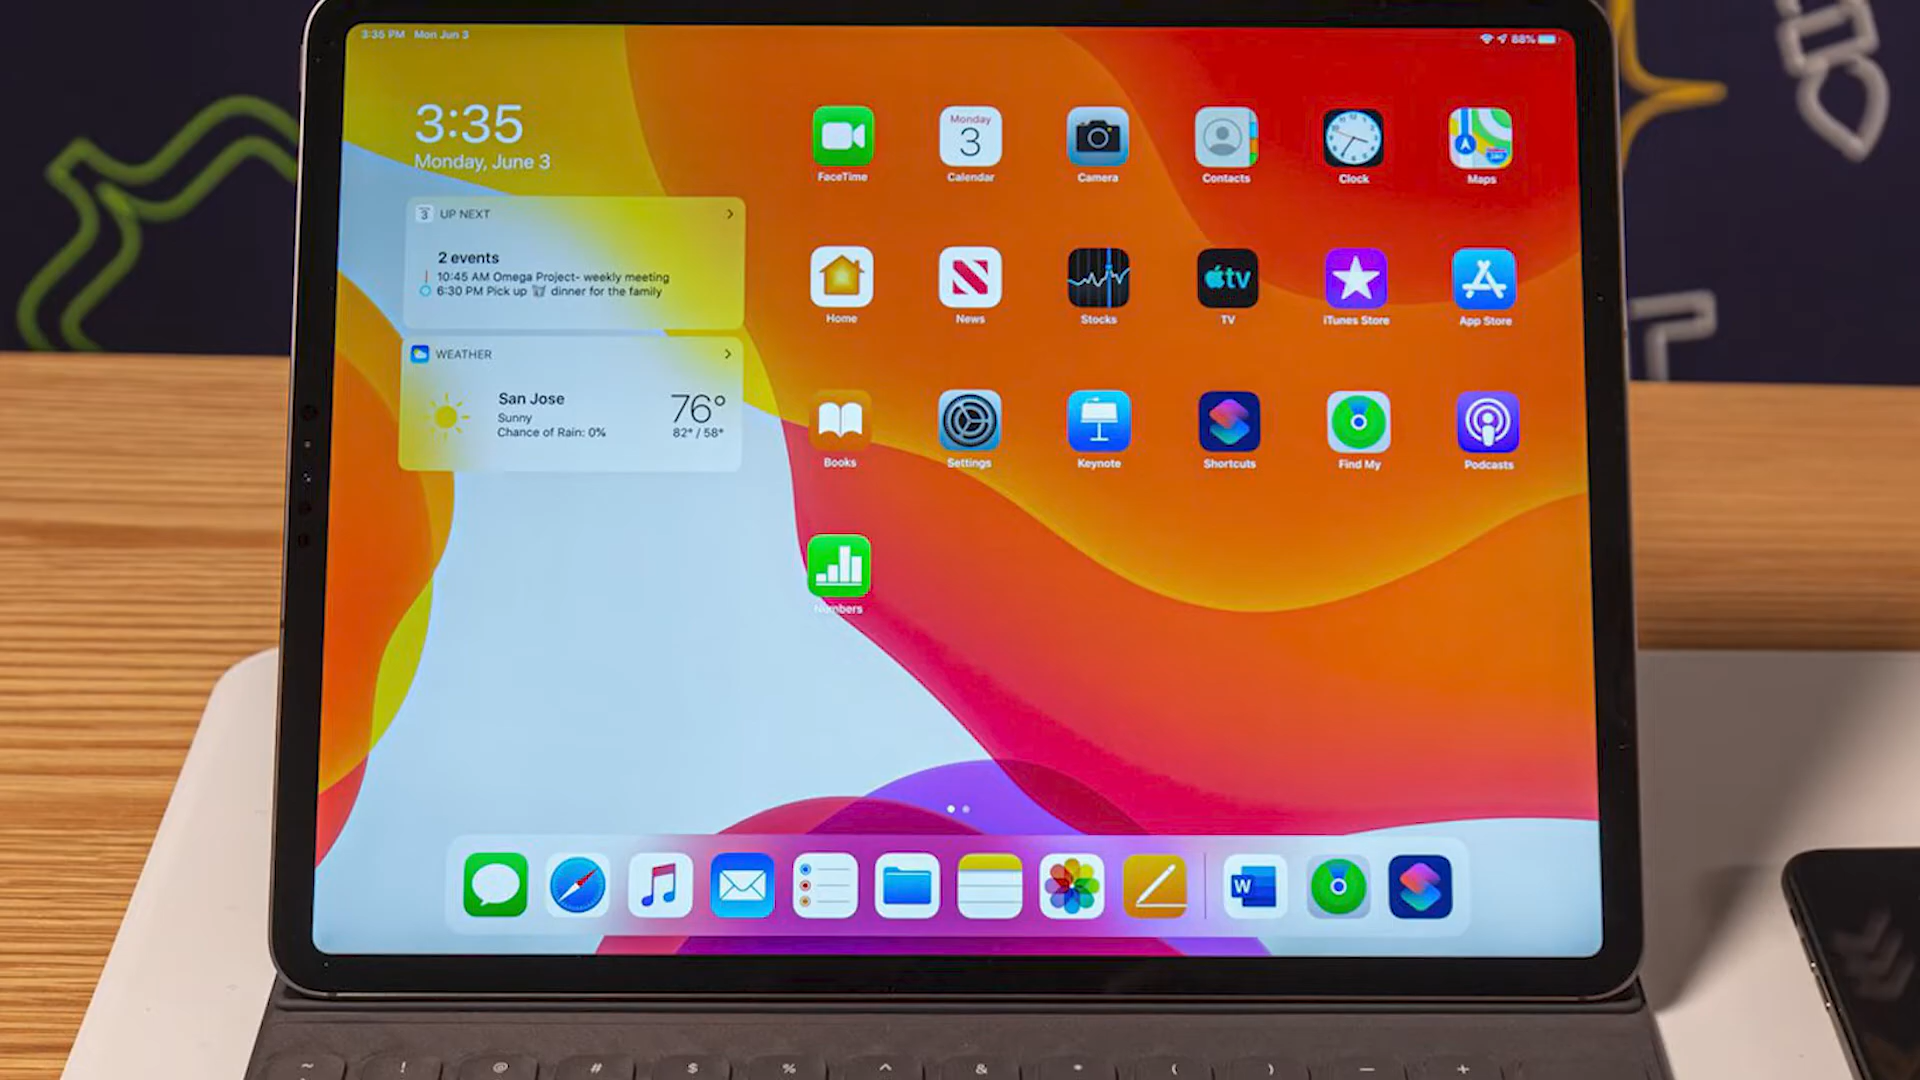 3:35 PM Mon Jun 3
88%
3:35
Monday, June 3
3 UP NEXT
2 events
10:45 AM Omega Project- weekly meeting
6:30 PM Pick up dinner for the family
WEATHER
San Jose
Sunny
Chance of Rain: 0%
76°
82° / 58°
Monday
3
tv
FaceTime Calendar Camera Contacts Clock Maps
Home News Stocks TV iTunes Store App Store
Books Settings Keynote Shortcuts Find My Podcasts
Numbers
W
~ ! @ # $ % ^ & * ( ) — +